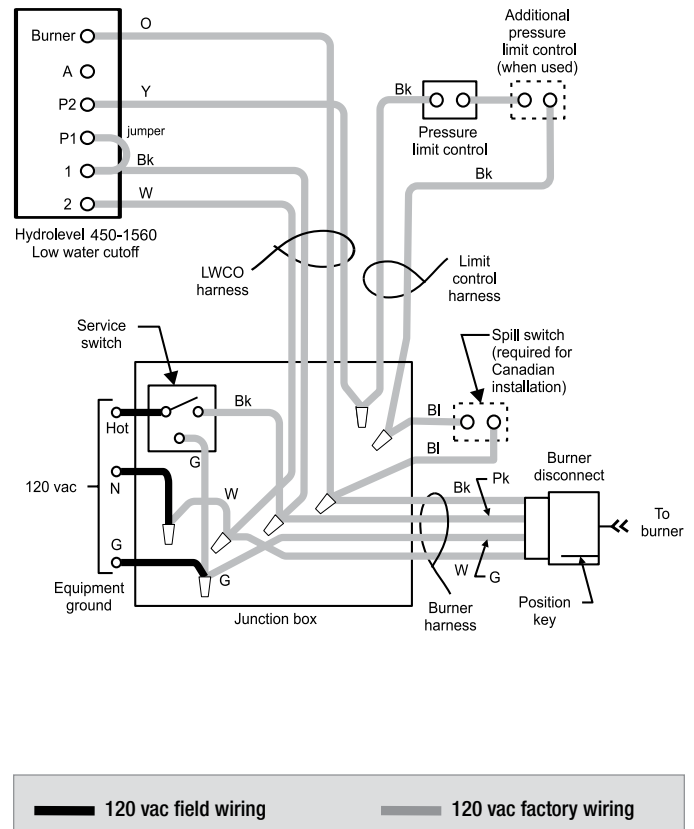 O
Burner
A
Y
P2
P1
jumper
1
Bk
2
W
Hydrolevel 450-1560
Low water cutoff
Additional
pressure
limit control
(when used)
Bk
Pressure
limit control
Bk
LWCO
harness
Limit
control
harness
Service
switch
Spill switch
(required for
Canadian
installation)
Bk
Hot
G
Bl
Bl
120 vac
N
W
G
G
Equipment
ground
Junction box
Bk
Pk
W
G
Burner
harness
Burner
disconnect
To
burner
Position
key
120 vac field wiring
120 vac factory wiring